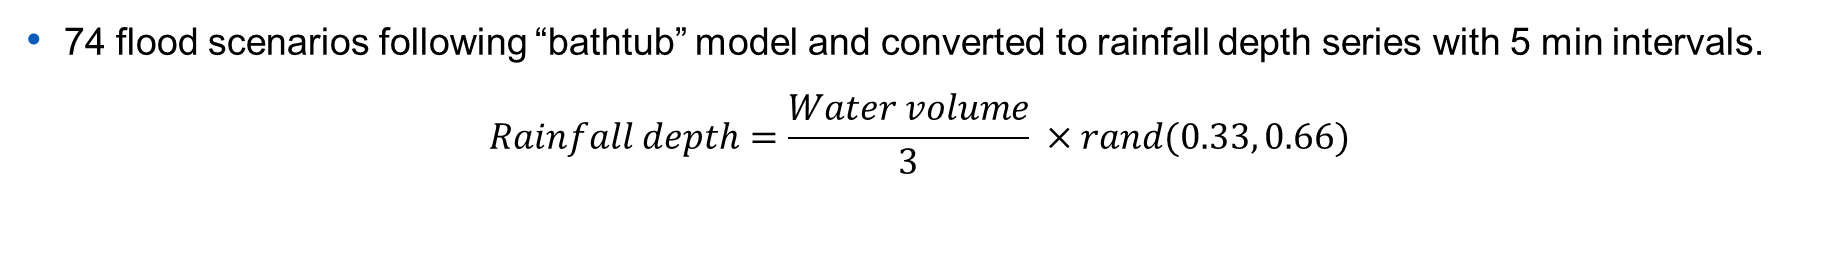 • 74 flood scenarios following “bathtub” model and converted to rainfall depth series with 5 min intervals.
Rainfall depth = Water volume / 3 × rand(0.33, 0.66)